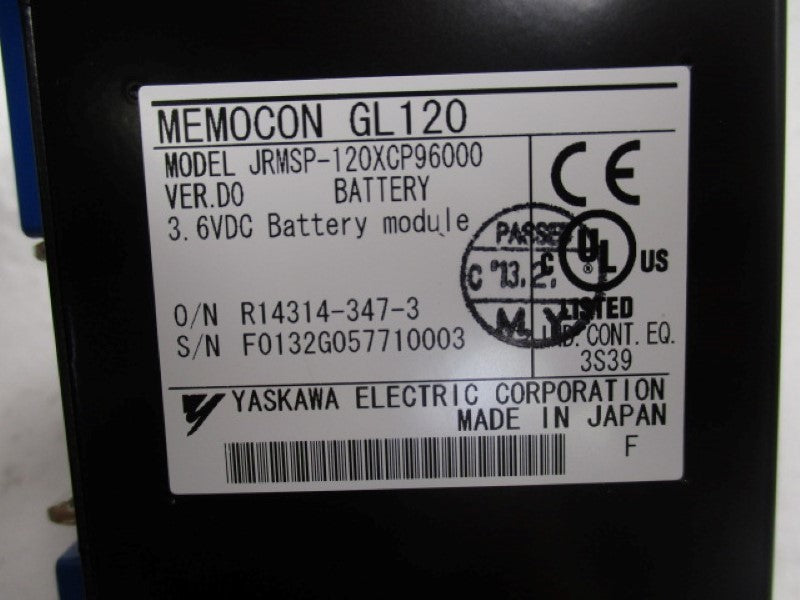 MEMOCON GL120
MODEL JRMSP-120XCP96000
VER.D0 BATTERY
3.6VDC Battery module
O/N R14314-347-3
S/N F0132G057710003
CE
PASSED
C '13.2.
M.Y
C UL US
®
LISTED
IND. CONT. EQ.
3S39
YASKAWA ELECTRIC CORPORATION
MADE IN JAPAN
F